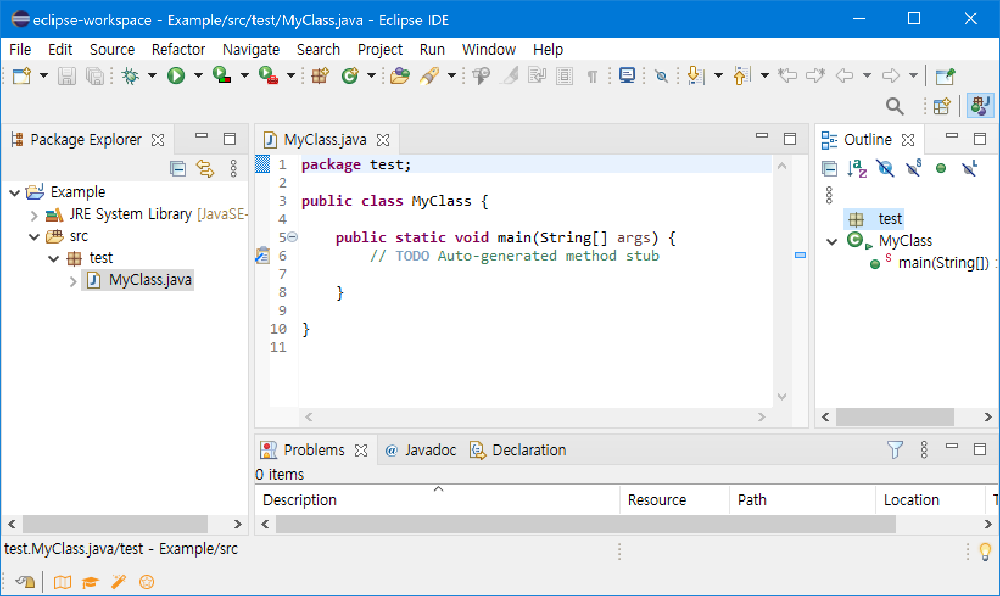 eclipse-workspace - Example/src/test/MyClass.java - Eclipse IDE
File Edit Source Refactor Navigate Search Project Run Window Help
Package Explorer
Example
JRE System Library [JavaSE-
src
test
MyClass.java
MyClass.java
1 package test;
2
3 public class MyClass {
4
5 public static void main(String[] args) {
6 // TODO Auto-generated method stub
7
8 }
9
10 }
11
Outline
test
MyClass
main(String[]) :
Problems Javadoc Declaration
0 items
Description Resource Path Location T
test.MyClass.java/test - Example/src